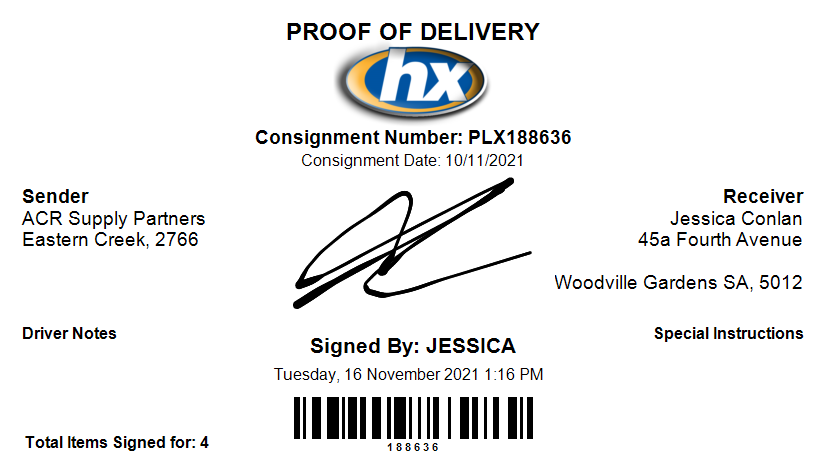 PROOF OF DELIVERY
hx
Consignment Number: PLX188636
Consignment Date: 10/11/2021
Sender
ACR Supply Partners
Eastern Creek, 2766
Receiver
Jessica Conlan
45a Fourth Avenue
Woodville Gardens SA, 5012
Driver Notes
Special Instructions
Signed By: JESSICA
Tuesday, 16 November 2021 1:16 PM
188636
Total Items Signed for: 4